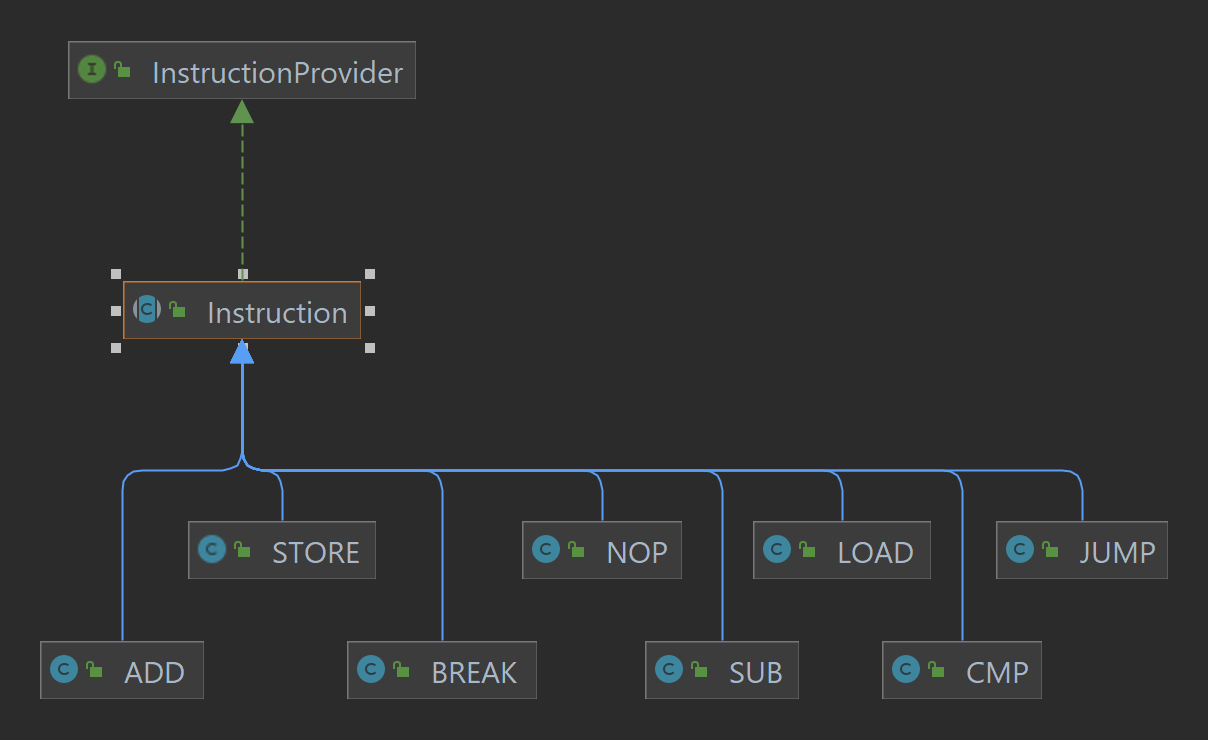 InstructionProvider
Instruction
STORE
NOP
LOAD
JUMP
ADD
BREAK
SUB
CMP